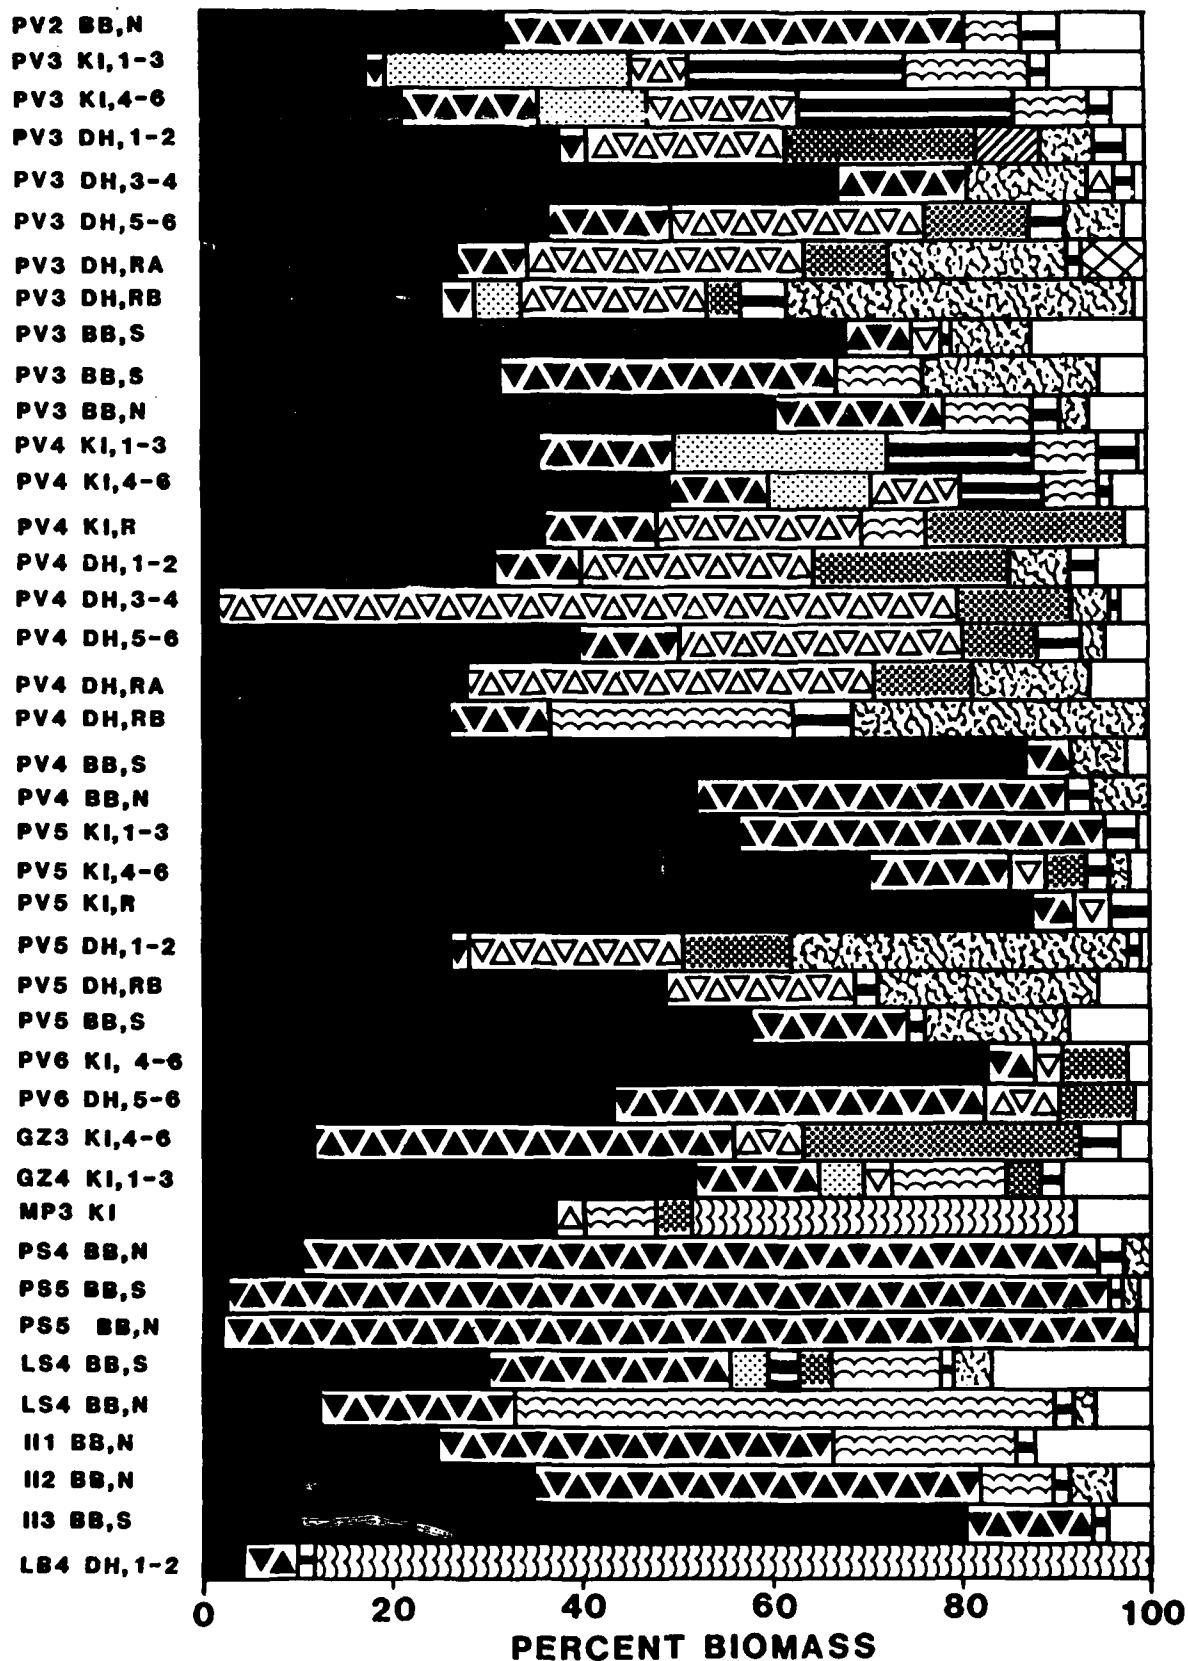 PV2 BB,N
PV3 KI,1-3
PV3 KI,4-6
PV3 DH,1-2
PV3 DH,3-4
PV3 DH,5-6
PV3 DH,RA
PV3 DH,RB
PV3 BB,S
PV3 BB,S
PV3 BB,N
PV4 KI,1-3
PV4 KI,4-6
PV4 KI,R
PV4 DH,1-2
PV4 DH,3-4
PV4 DH,5-6
PV4 DH,RA
PV4 DH,RB
PV4 BB,S
PV4 BB,N
PV5 KI,1-3
PV5 KI,4-6
PV5 KI,R
PV5 DH,1-2
PV5 DH,RB
PV5 BB,S
PV6 KI, 4-6
PV6 DH,5-6
GZ3 KI,4-6
GZ4 KI,1-3
MP3 KI
PS4 BB,N
PS5 BB,S
PS5 BB,N
LS4 BB,S
LS4 BB,N
II1 BB,N
II2 BB,N
II3 BB,S
LB4 DH,1-2
0 20 40 60 80 100
PERCENT BIOMASS